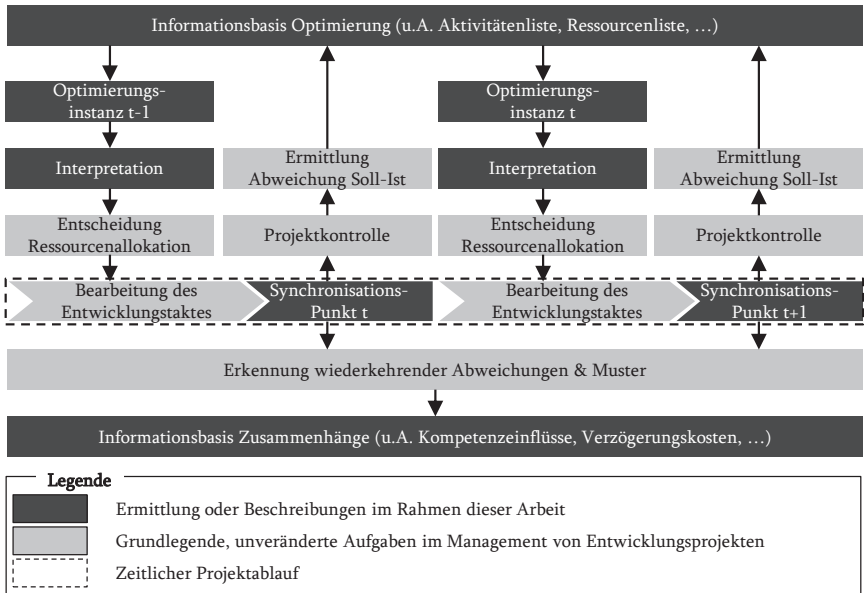 Informationsbasis Optimierung (u.A. Aktivitätenliste, Ressourcenliste, …)
Optimierungs-
instanz t-1
Optimierungs-
instanz t
Interpretation
Ermittlung
Abweichung Soll-Ist
Interpretation
Ermittlung
Abweichung Soll-Ist
Entscheidung
Ressourcenallokation
Projektkontrolle
Entscheidung
Ressourcenallokation
Projektkontrolle
Bearbeitung des
Entwicklungstaktes
Synchronisations-
Punkt t
Bearbeitung des
Entwicklungstaktes
Synchronisations-
Punkt t+1
Erkennung wiederkehrender Abweichungen & Muster
Informationsbasis Zusammenhänge (u.A. Kompetenzeinflüsse, Verzögerungskosten, …)
Legende
Ermittlung oder Beschreibungen im Rahmen dieser Arbeit
Grundlegende, unveränderte Aufgaben im Management von Entwicklungsprojekten
Zeitlicher Projektablauf